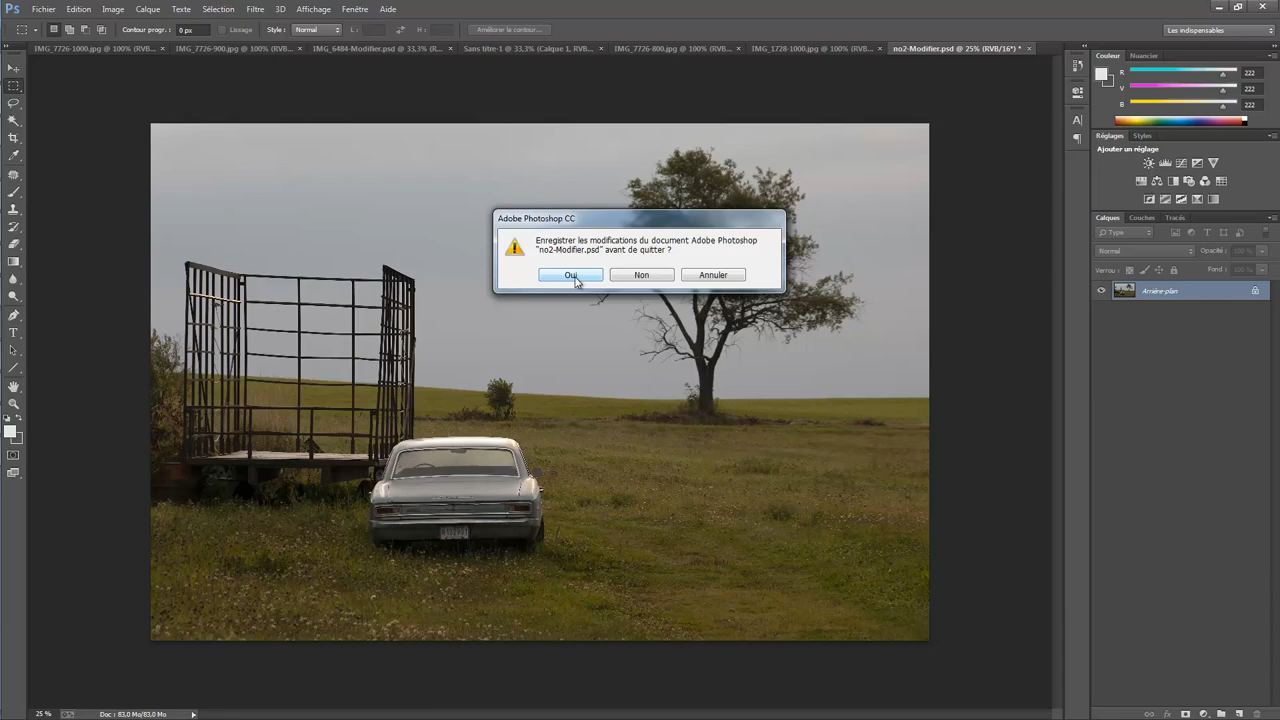 Ps Fichier Edition Image Calque Texte Sélection Filtre 3D Affichage Fenêtre Aide
Contour progr. : 0 px Lissage Style : Normal L : H : Améliorer le contour... Les indispensables
IMG_7726-1000.jpg @ 100% (RVB... × IMG_7726-900.jpg @ 100% (RVB... × IMG_6484-Modifier.psd @ 33,3% (R... × Sans titre-1 @ 33,3% (Calque 1, RVB... × IMG_7726-800.jpg @ 100% (RVB... × IMG_1728-1000.jpg @ 100% (RVB... × no2-Modifier.psd @ 25% (RVB/16*) * ×
Couleur Nuancier
R 222
V 222
B 222
Réglages Styles
Ajouter un réglage
Calques Couches Tracés
Type
Normal Opacité : 100 %
Verrou : Fond : 100 %
Arrière-plan
Adobe Photoshop CC
Enregistrer les modifications du document Adobe Photoshop
"no2-Modifier.psd" avant de quitter ?
Oui Non Annuler
25 % Doc : 83,0 Mo/83,0 Mo